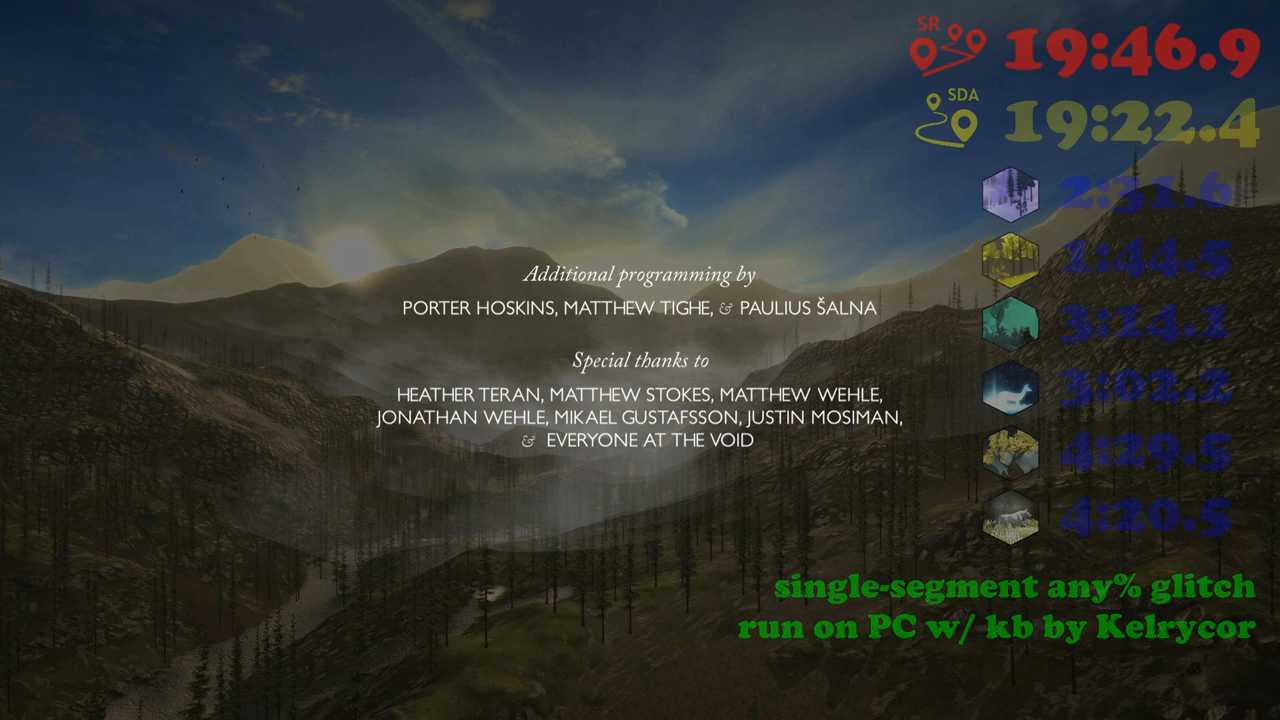 SR 19:46.9
SDA 19:22.4
2:31.6
1:44.5
Additional programming by
PORTER HOSKINS, MATTHEW TIGHE, & PAULIUS ŠALNA
3:14.1
Special thanks to
HEATHER TERAN, MATTHEW STOKES, MATTHEW WEHLE,
JONATHAN WEHLE, MIKAEL GUSTAFSSON, JUSTIN MOSIMAN,
& EVERYONE AT THE VOID
3:02.2
4:29.5
4:20.5
single-segment any% glitch
run on PC w/ kb by Kelrycor